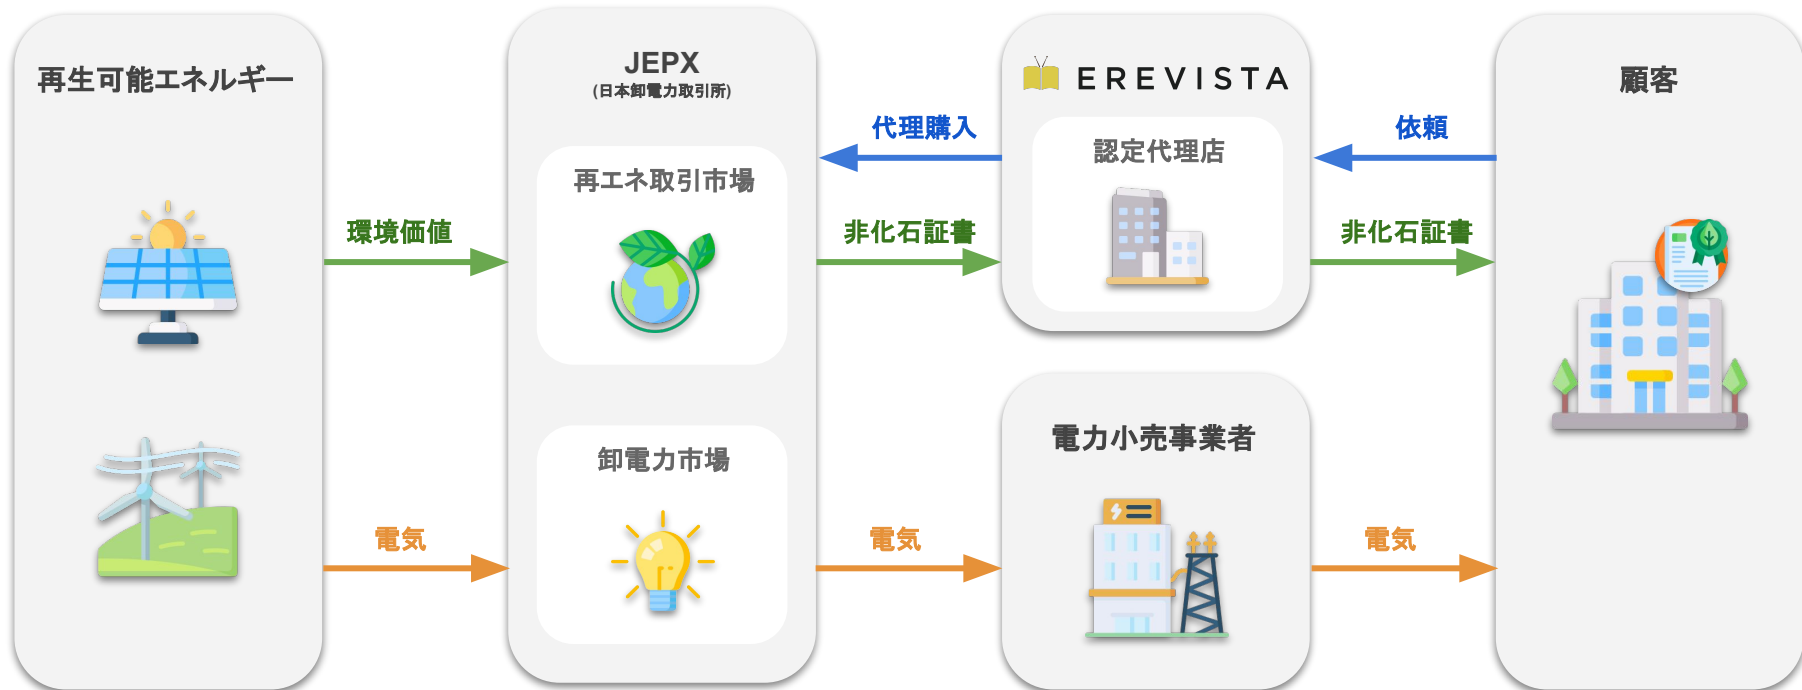 再生可能エネルギー
JEPX
(日本卸電力取引所)
再エネ取引市場
卸電力市場
EREVISTA
認定代理店
電力小売事業者
顧客
環境価値
電気
代理購入
非化石証書
電気
依頼
非化石証書
電気